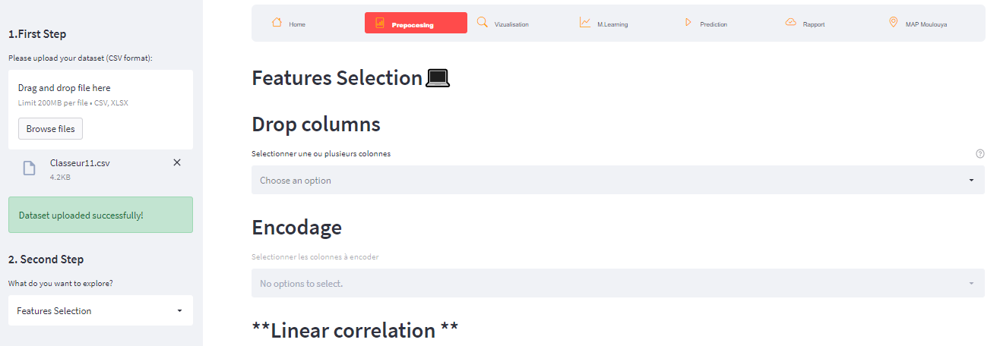 1.First Step
Please upload your dataset (CSV format):
Drag and drop file here
Limit 200MB per file • CSV, XLSX
Browse files
Classeur11.csv
4.2KB
Dataset uploaded successfully!
2. Second Step
What do you want to explore?
Features Selection
Home
Prepocesing
Vizualisation
M.Learning
Prediction
Rapport
MAP Moulouya
Features Selection
Drop columns
Selectionner une ou plusieurs colonnes
Choose an option
Encodage
Selectionner les colonnes à encoder
No options to select.
**Linear correlation **